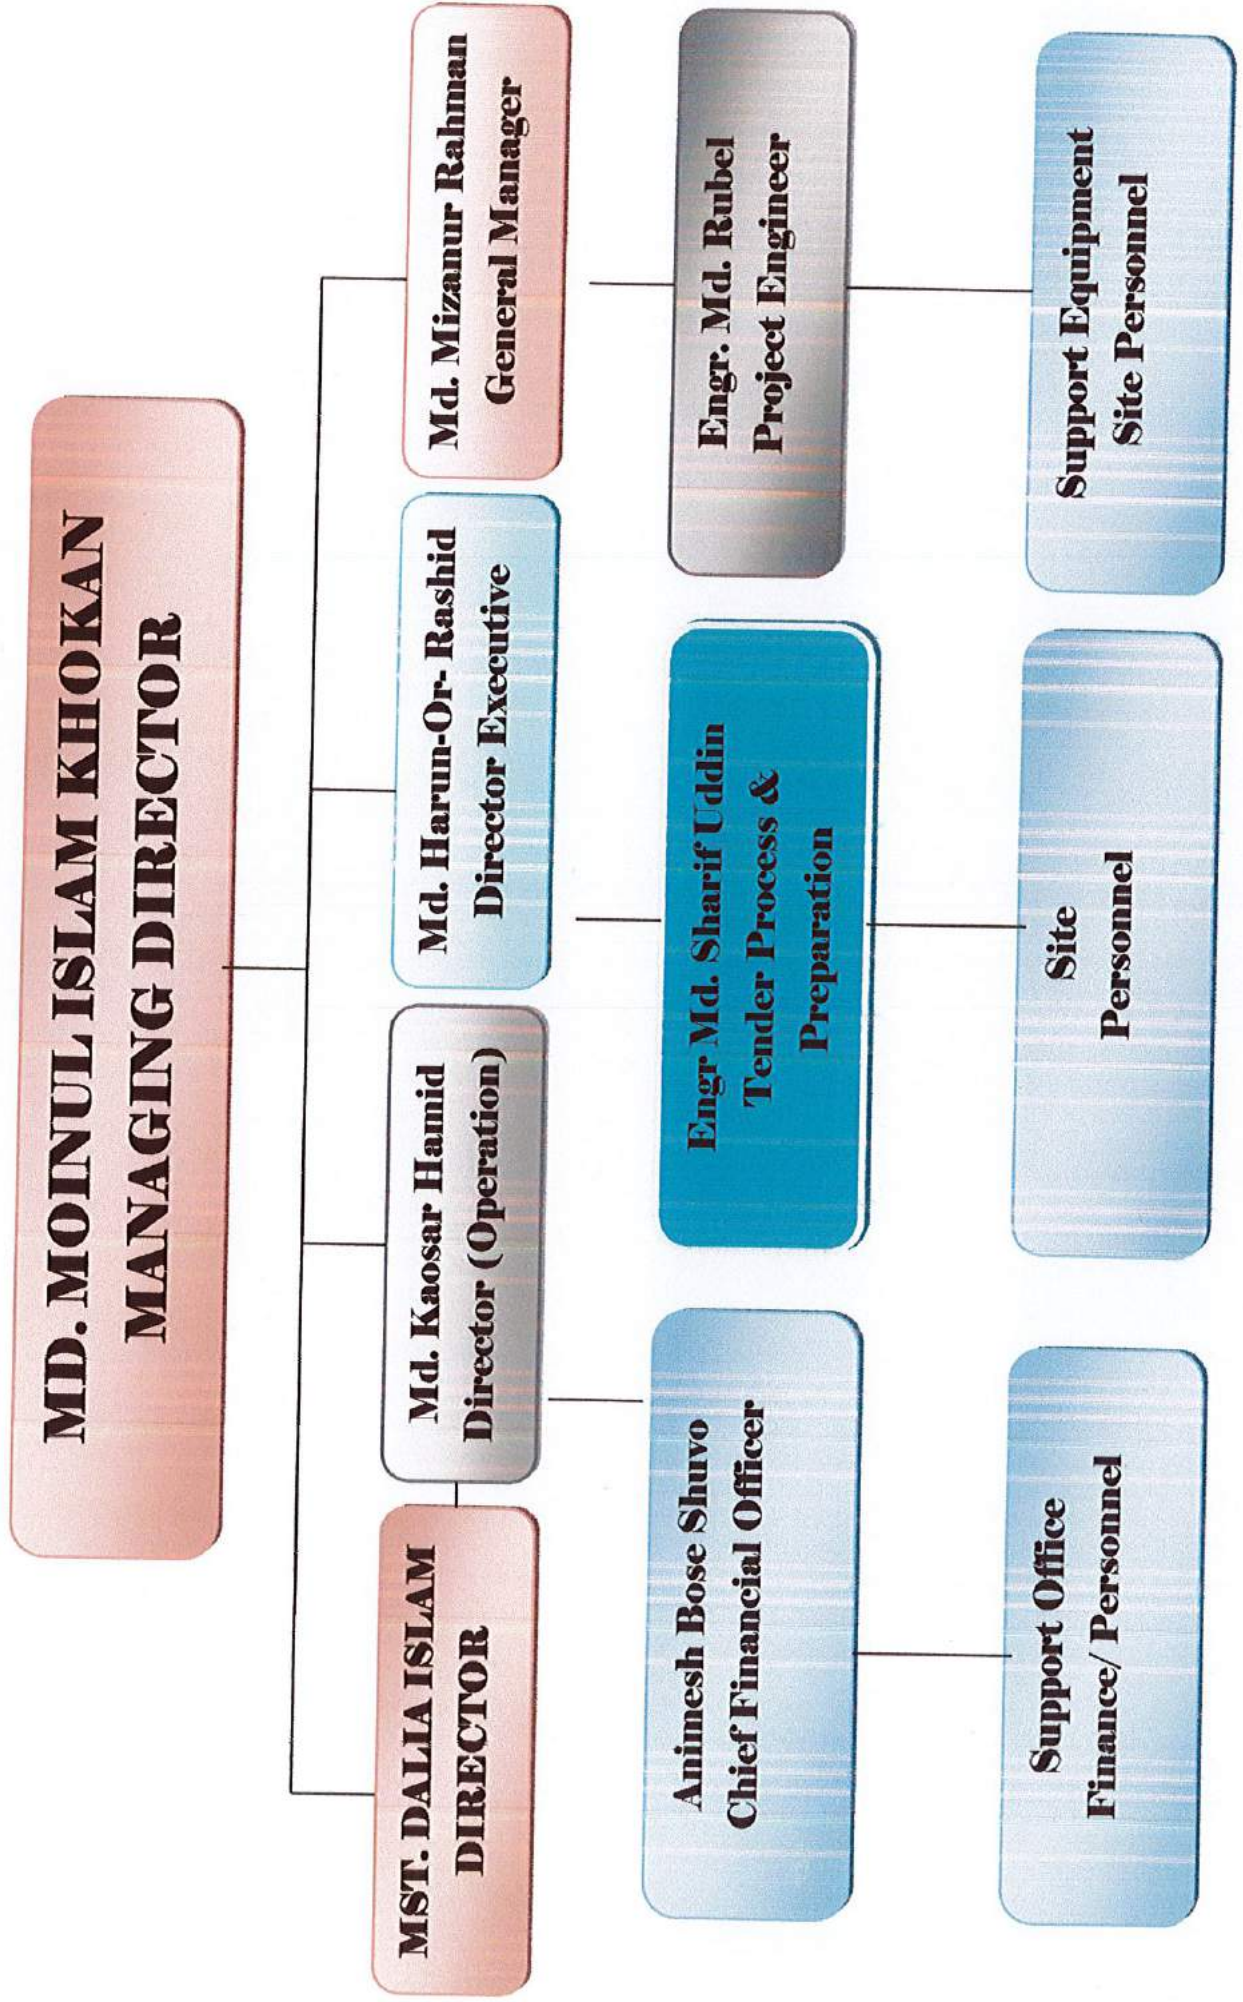 MD. MOINUL ISLAM KHOKAN
MANAGING DIRECTOR
MST. DALIA ISLAM
DIRECTOR
Md. Kaosar Hamid
Director (Operation)
Md. Harun-Or-Rashid
Director Executive
Md. Mizanur Rahman
General Manager
Animesh Bose Shuvo
Chief Financial Officer
Engr Md. Sharif Uddin
Tender Process &
Preparation
Engr. Md. Rubel
Project Engineer
Support Office
Finance/ Personnel
Site
Personnel
Support Equipment
Site Personnel